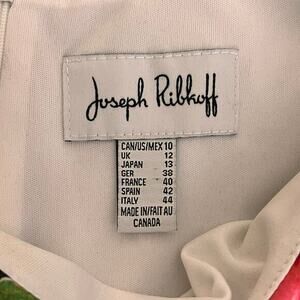 Joseph Ribkoff
CAN/US/MEX 10
UK 12
JAPAN 13
GER 38
FRANCE 40
SPAIN 42
ITALY 44
MADE IN/FAIT AU
CANADA